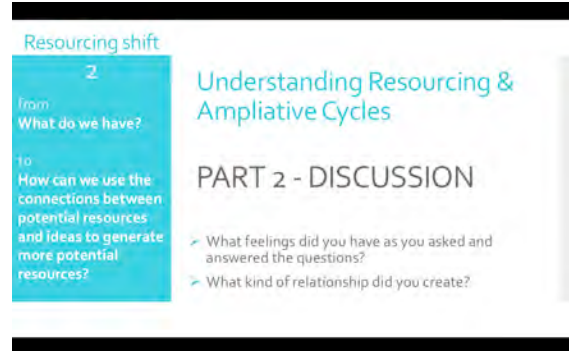 Resourcing shift
2
from
What do we have?
to
How can we use the
connections between
potential resources
and ideas to generate
more potential
resources?
Understanding Resourcing &
Ampliative Cycles
PART 2 - DISCUSSION
➢ What feelings did you have as you asked and
answered the questions?
➢ What kind of relationship did you create?